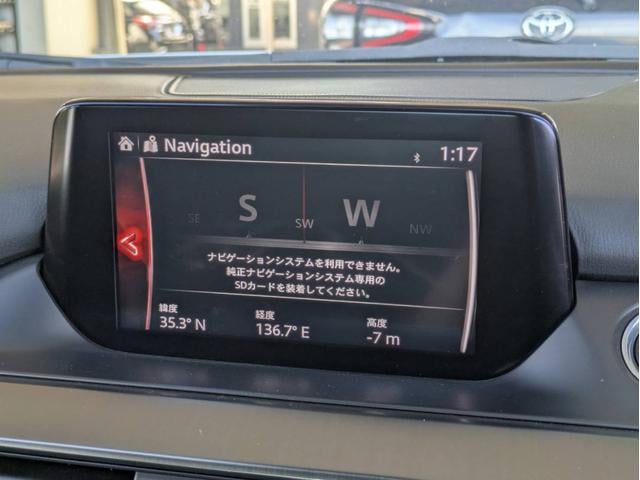 Navigation
1:17
SE S SW W NW
ナビゲーションシステムを利用できません。
純正ナビゲーションシステム専用の
SDカードを装着してください。
緯度 経度 高度
35.3° N 136.7° E -7 m